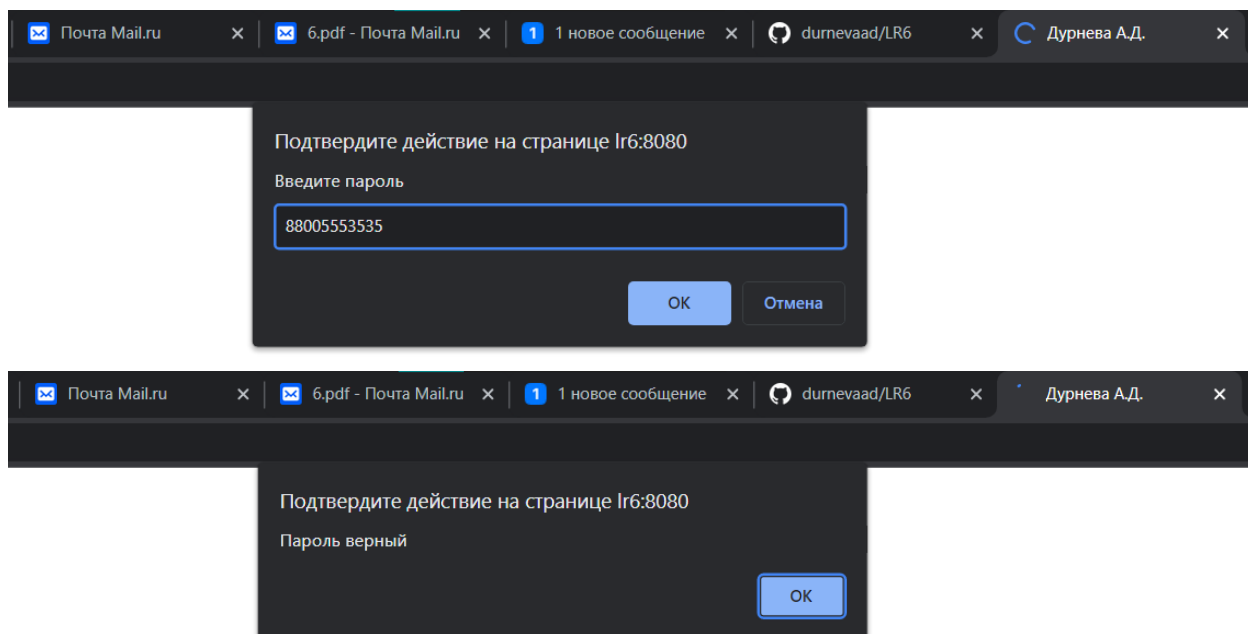 Почта Mail.ru 6.pdf - Почта Mail.ru 1 1 новое сообщение durnevaad/LR6 Дурнева А.Д.
Подтвердите действие на странице lr6:8080
Введите пароль
88005553535
ОК Отмена
Почта Mail.ru 6.pdf - Почта Mail.ru 1 1 новое сообщение durnevaad/LR6 Дурнева А.Д.
Подтвердите действие на странице lr6:8080
Пароль верный
ОК